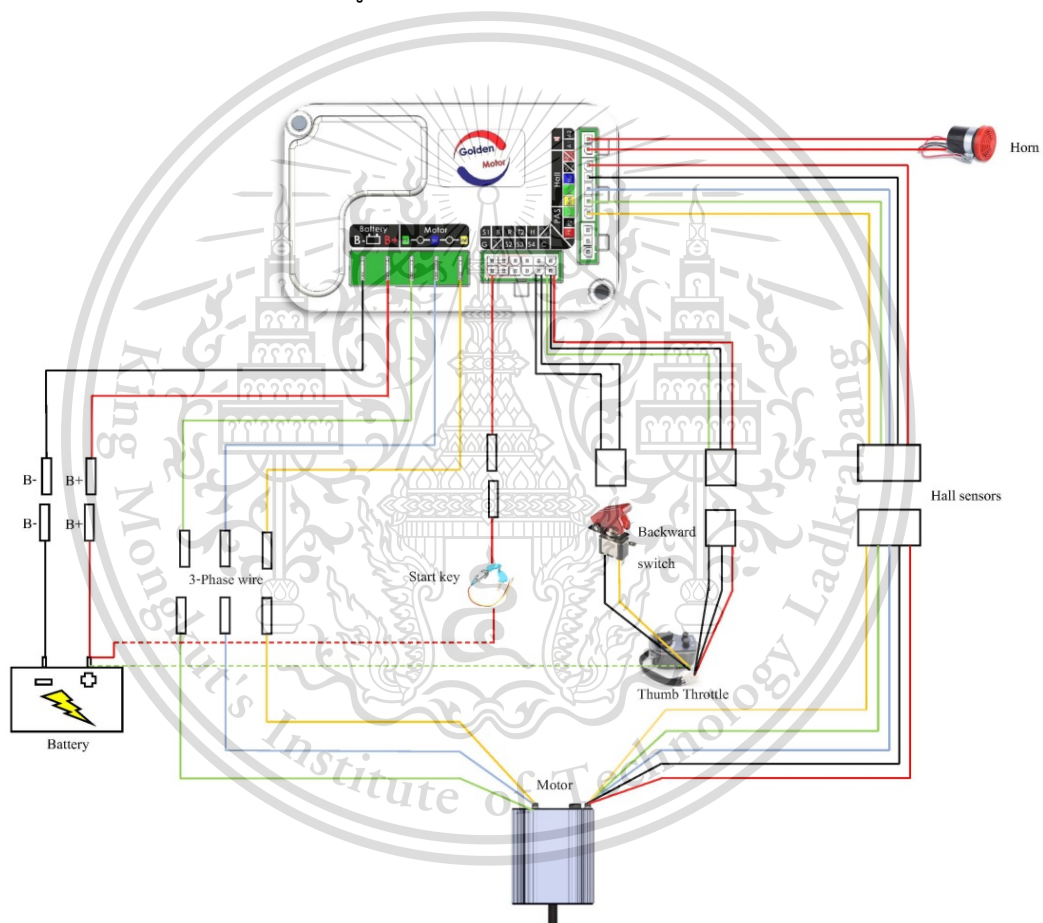 Golden
Motor
Hall
PAS
Horn
Battery
Motor
B-
B+
S1
R
T2
H
G
S2
S3
S4
C
B-
B+
B-
B+
Hall sensors
Backward
switch
3-Phase wire
Start key
Thumb Throttle
Battery
Motor
King Mongkut's Institute of Technology Ladkrabang